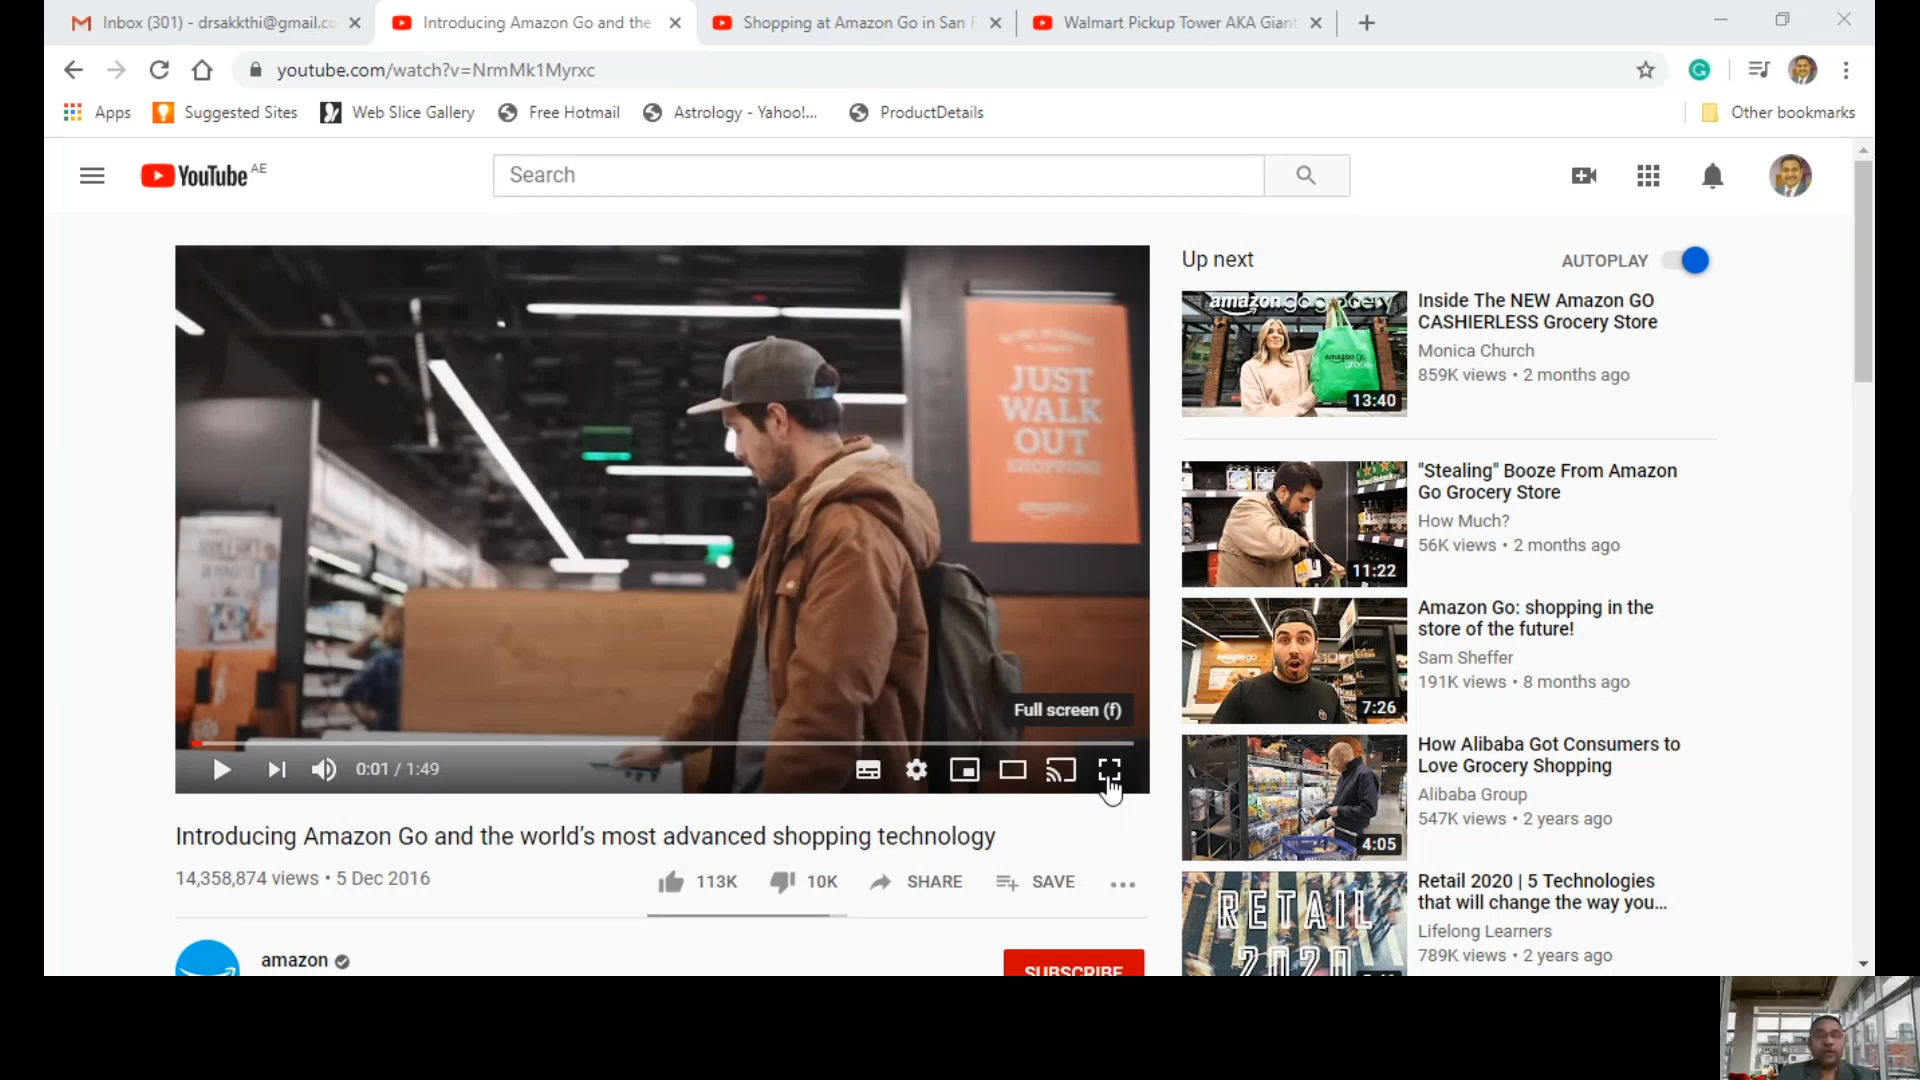 Inbox (301) - drsakkthi@gmail.co
Introducing Amazon Go and the
Shopping at Amazon Go in San F
Walmart Pickup Tower AKA Giant
youtube.com/watch?v=NrmMk1Myrxc
Apps
Suggested Sites
Web Slice Gallery
Free Hotmail
Astrology - Yahoo!...
ProductDetails
Other bookmarks
YouTube AE
Search
JUST
WALK
OUT
SHOPPING
Full screen (f)
0:01 / 1:49
Introducing Amazon Go and the world's most advanced shopping technology
14,358,874 views • 5 Dec 2016
113K
10K
SHARE
SAVE
amazon
SUBSCRIBE
Up next
AUTOPLAY
amazon go grocery
amazon go
13:40
Inside The NEW Amazon GO
CASHIERLESS Grocery Store
Monica Church
859K views • 2 months ago
11:22
"Stealing" Booze From Amazon
Go Grocery Store
How Much?
56K views • 2 months ago
7:26
Amazon Go: shopping in the
store of the future!
Sam Sheffer
191K views • 8 months ago
4:05
How Alibaba Got Consumers to
Love Grocery Shopping
Alibaba Group
547K views • 2 years ago
RETAIL
2020
Retail 2020 | 5 Technologies
that will change the way you...
Lifelong Learners
789K views • 2 years ago